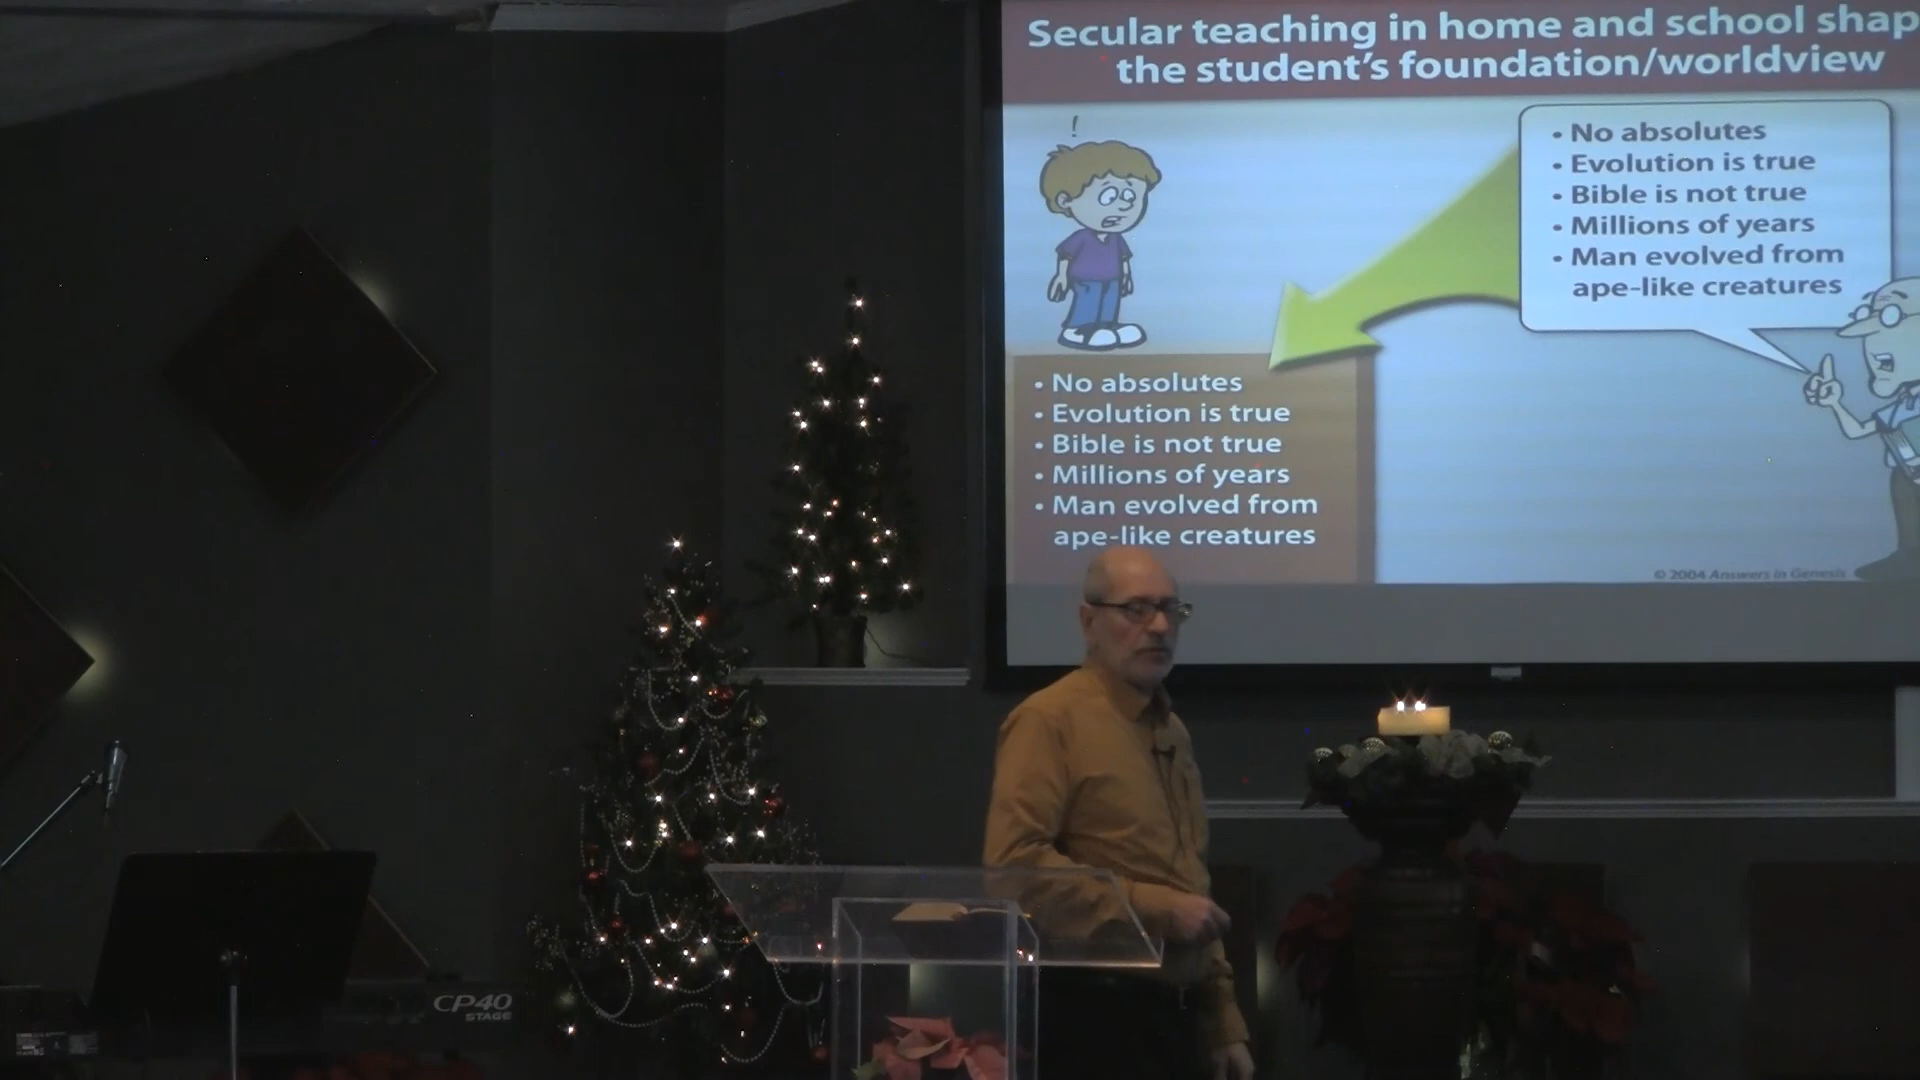 Secular teaching in home and school shap
the student's foundation/worldview
!
• No absolutes
• Evolution is true
• Bible is not true
• Millions of years
• Man evolved from
ape-like creatures
• No absolutes
• Evolution is true
• Bible is not true
• Millions of years
• Man evolved from
ape-like creatures
© 2004 Answers in Genesis
CP40
STAGE